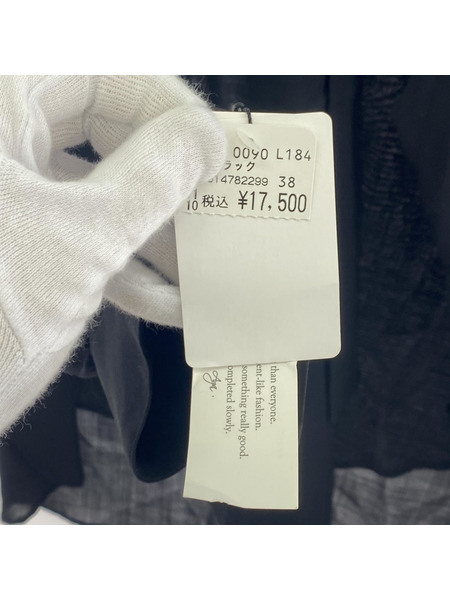 0090 L184
ラック
14782299 38
10 税込 ¥17,500
than everyone.
ent-like fashion.
something really good.
ompleted slowly.